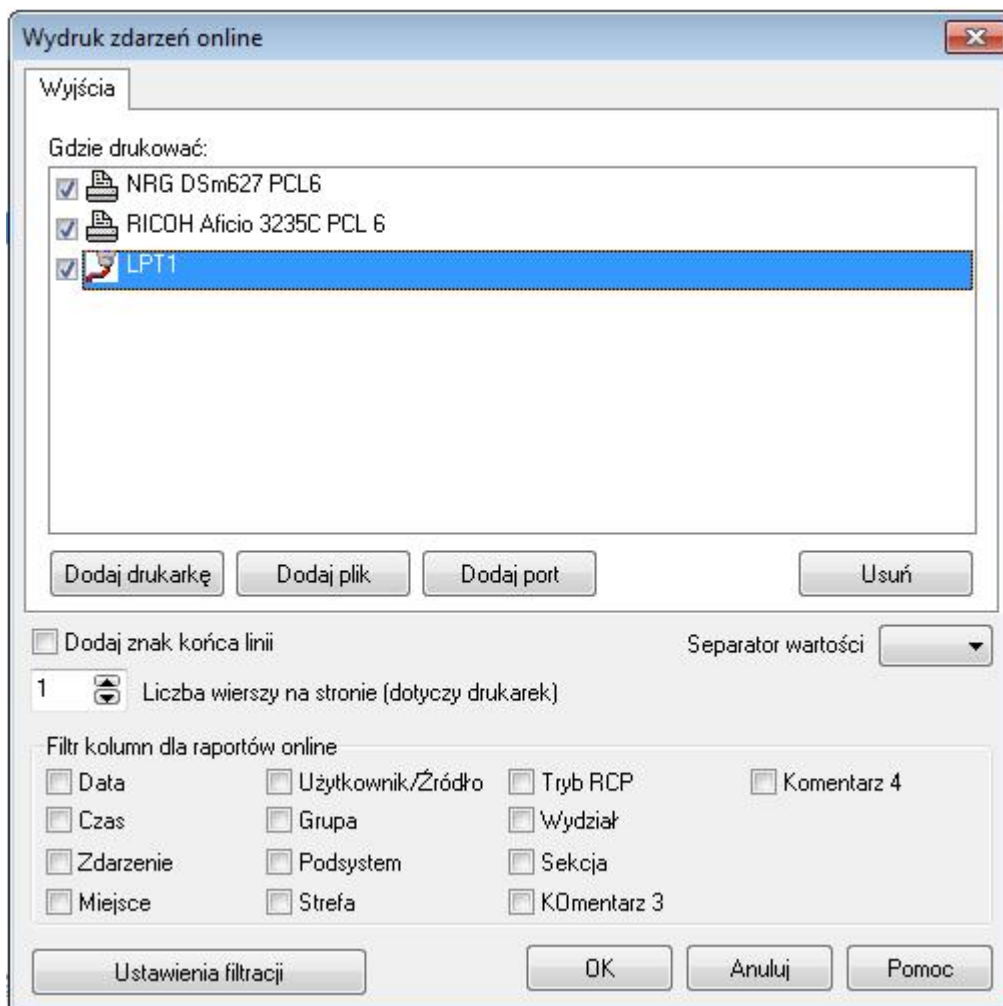 Wydruk zdarzeń online
Wyjścia
Gdzie drukować:
NRG DSm627 PCL6
RICOH Aficio 3235C PCL 6
LPT1
Dodaj drukarkę Dodaj plik Dodaj port Usuń
Dodaj znak końca linii Separator wartości
1 Liczba wierszy na stronie (dotyczy drukarek)
Filtr kolumn dla raportów online
Data Użytkownik/Źródło Tryb RCP Komentarz 4
Czas Grupa Wydział
Zdarzenie Podsystem Sekcja
Miejsce Strefa KOmentarz 3
Ustawienia filtracji OK Anuluj Pomoc